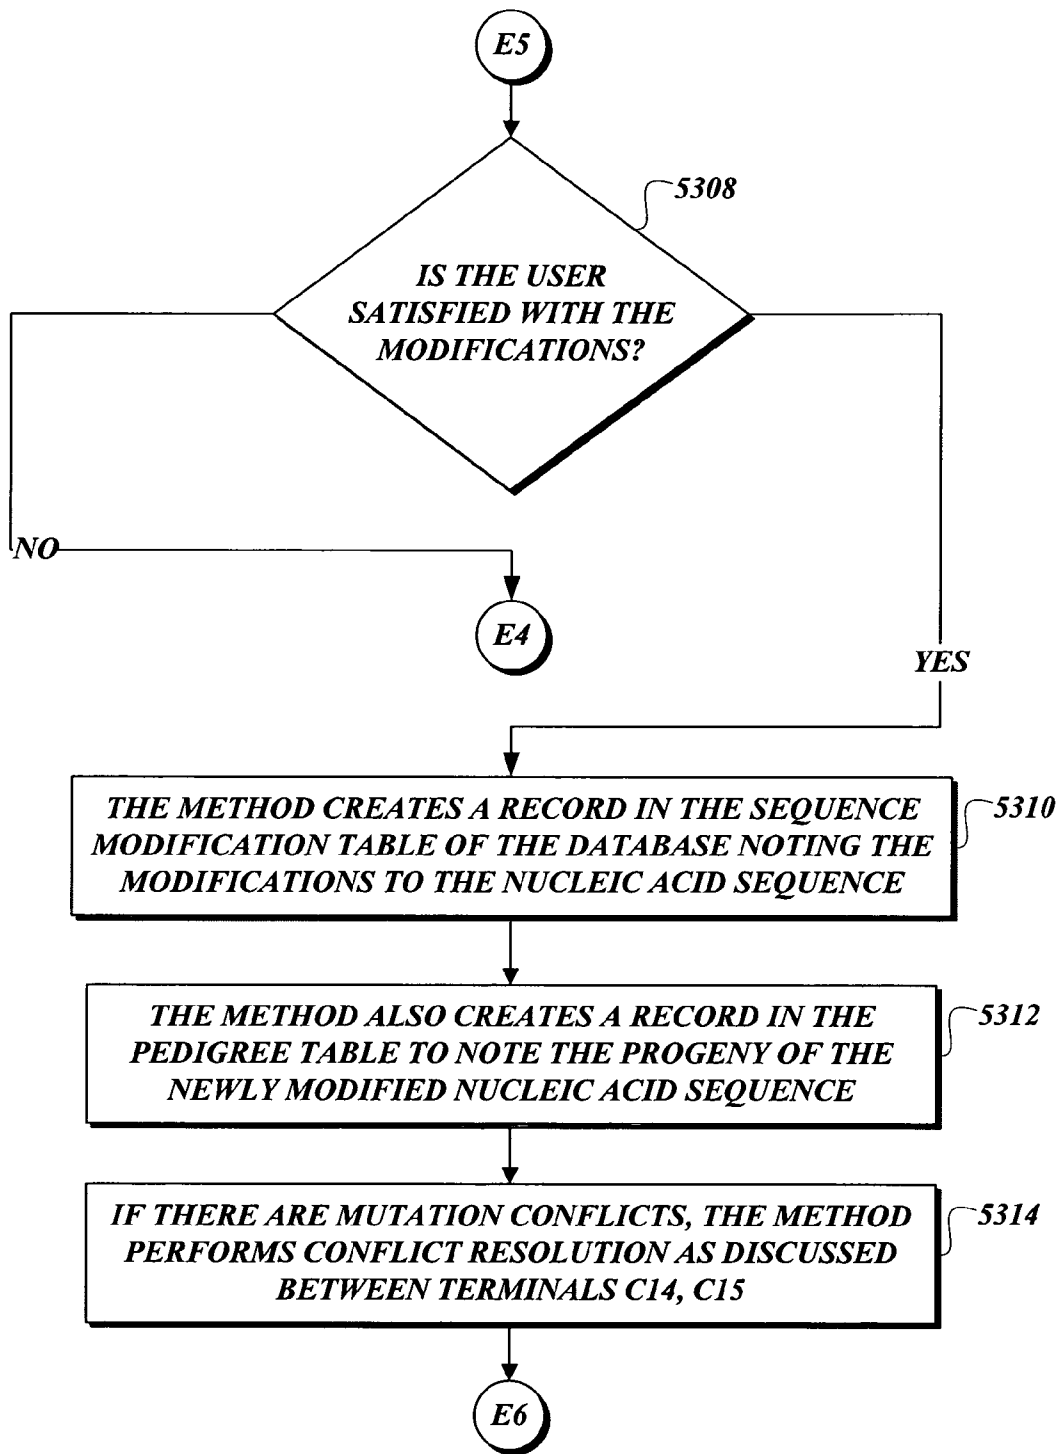 E5
5308
IS THE USER
SATISFIED WITH THE
MODIFICATIONS?
NO
E4
YES
THE METHOD CREATES A RECORD IN THE SEQUENCE
MODIFICATION TABLE OF THE DATABASE NOTING THE
MODIFICATIONS TO THE NUCLEIC ACID SEQUENCE
5310
THE METHOD ALSO CREATES A RECORD IN THE
PEDIGREE TABLE TO NOTE THE PROGENY OF THE
NEWLY MODIFIED NUCLEIC ACID SEQUENCE
5312
IF THERE ARE MUTATION CONFLICTS, THE METHOD
PERFORMS CONFLICT RESOLUTION AS DISCUSSED
BETWEEN TERMINALS C14, C15
5314
E6